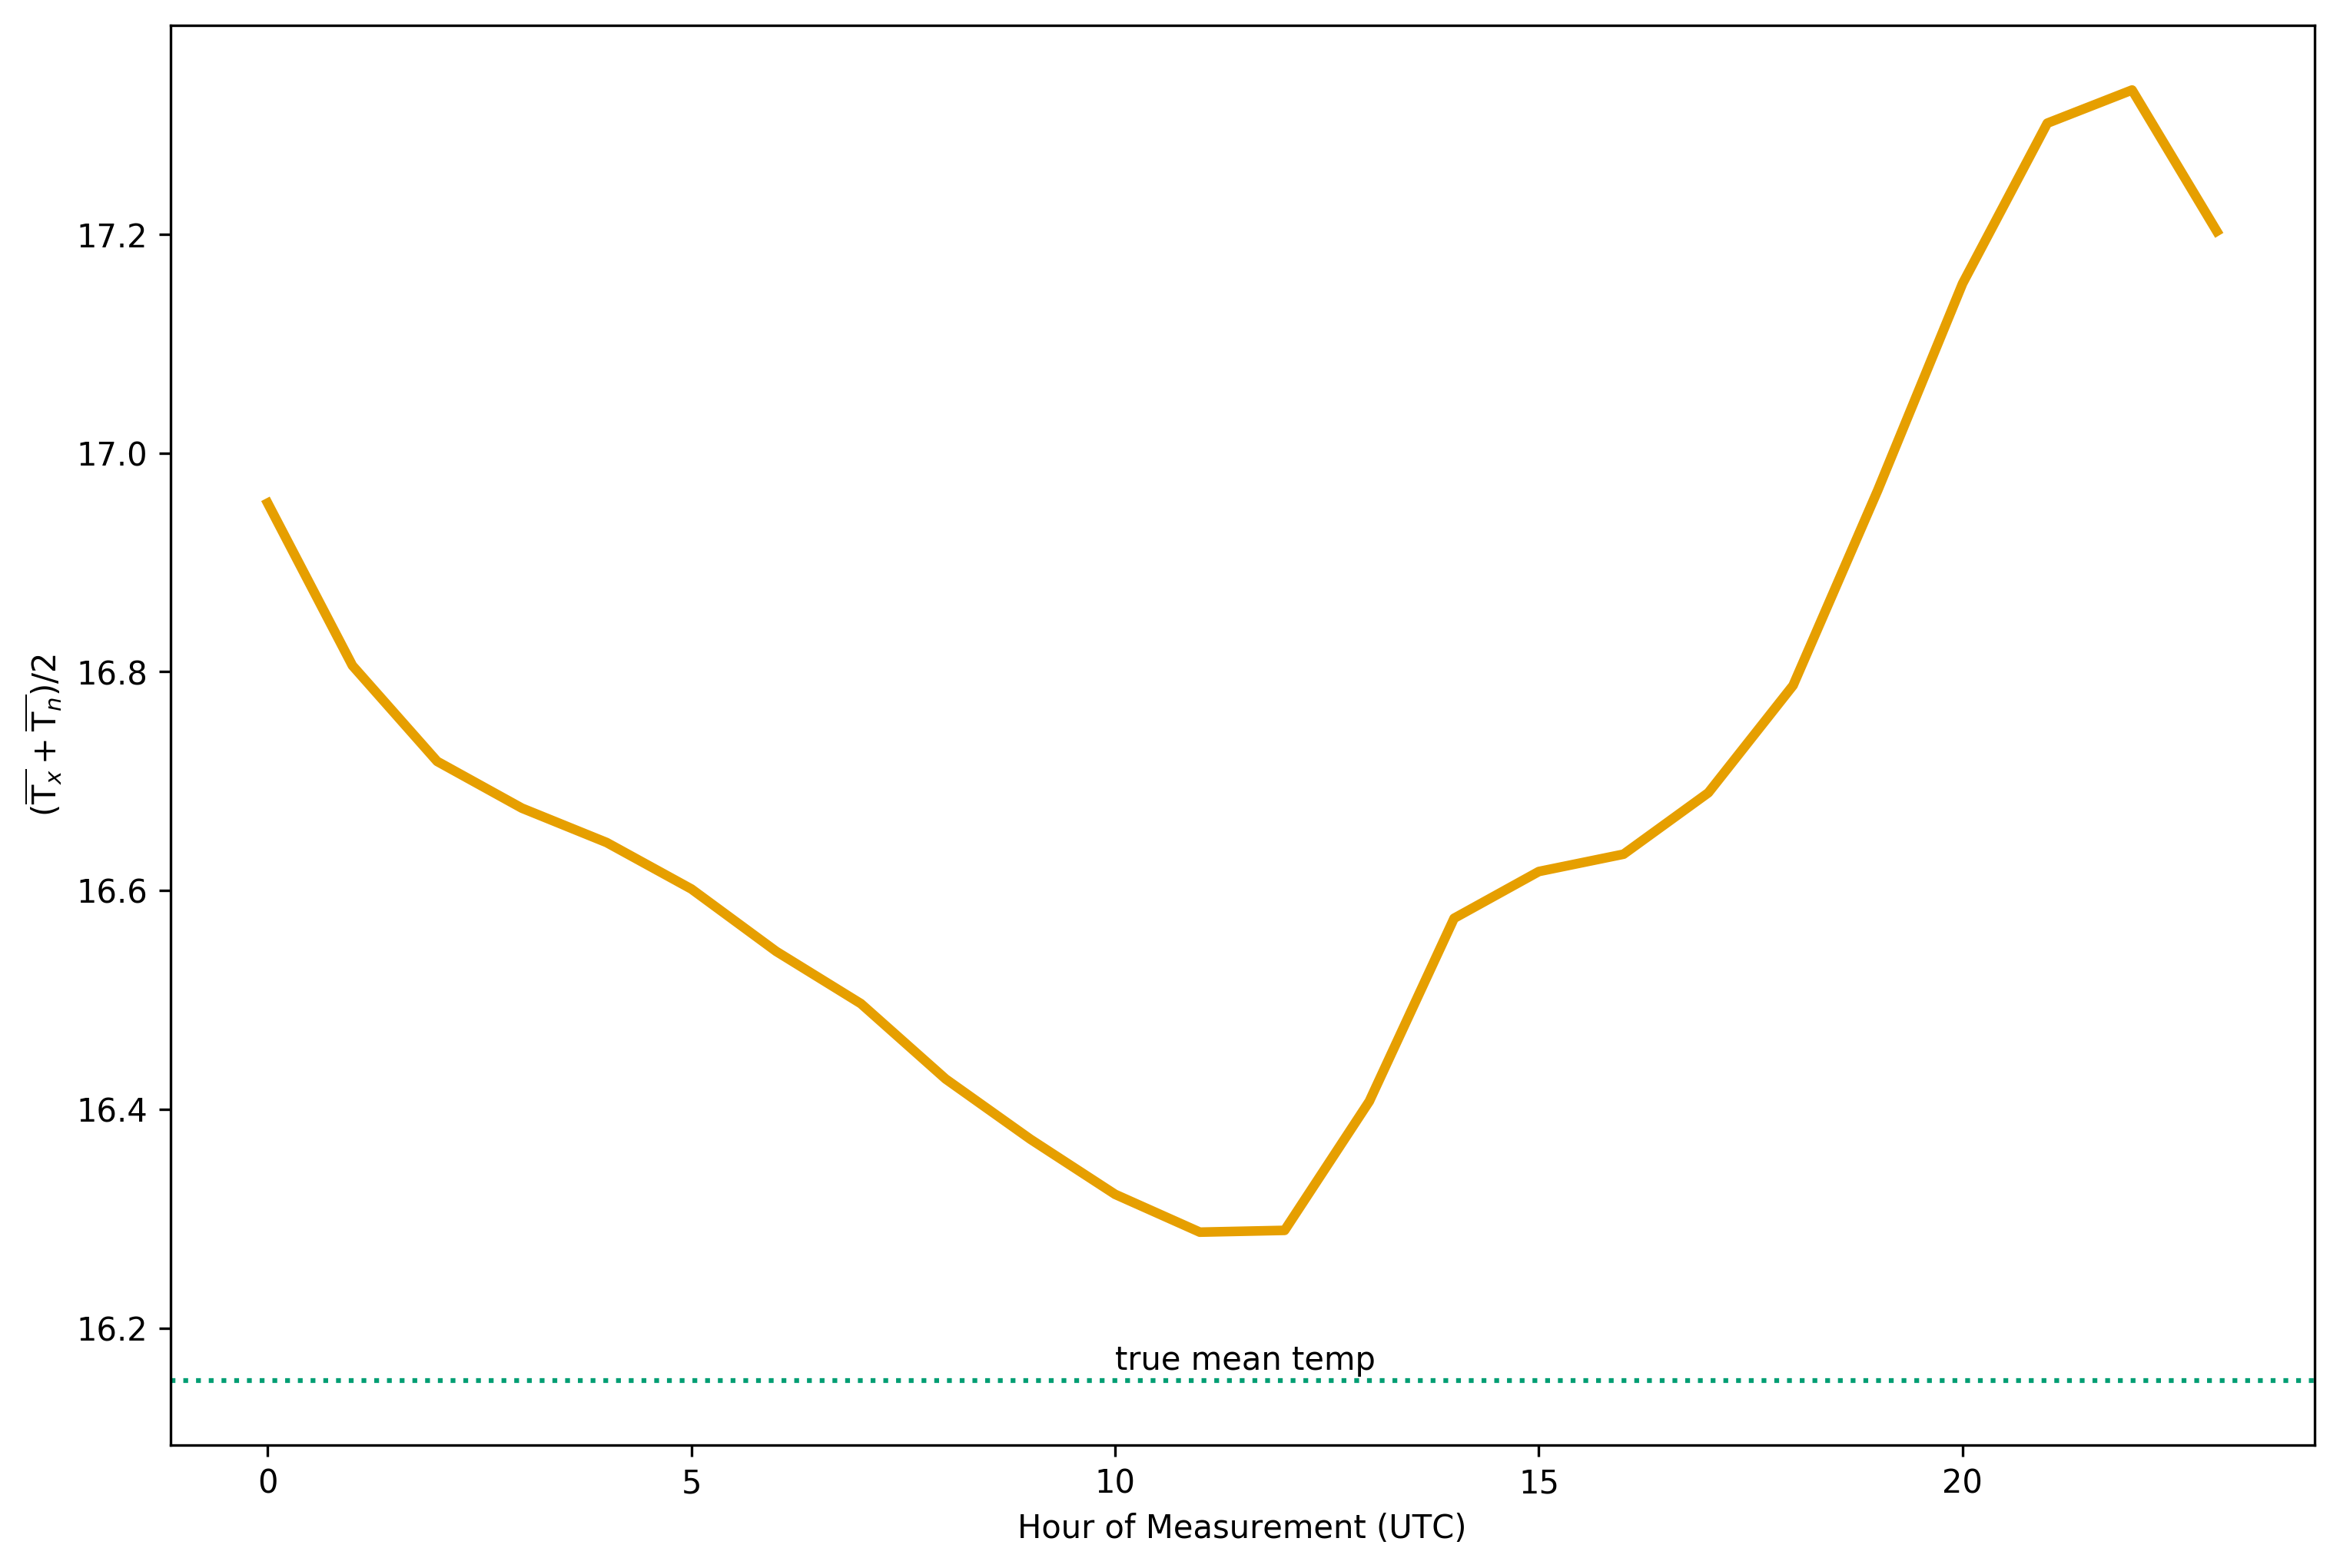 17.2
17.0
16.8
16.6
16.4
16.2
(T̅ₓ + T̅ₙ)/2
true mean temp
0 5 10 15 20
Hour of Measurement (UTC)